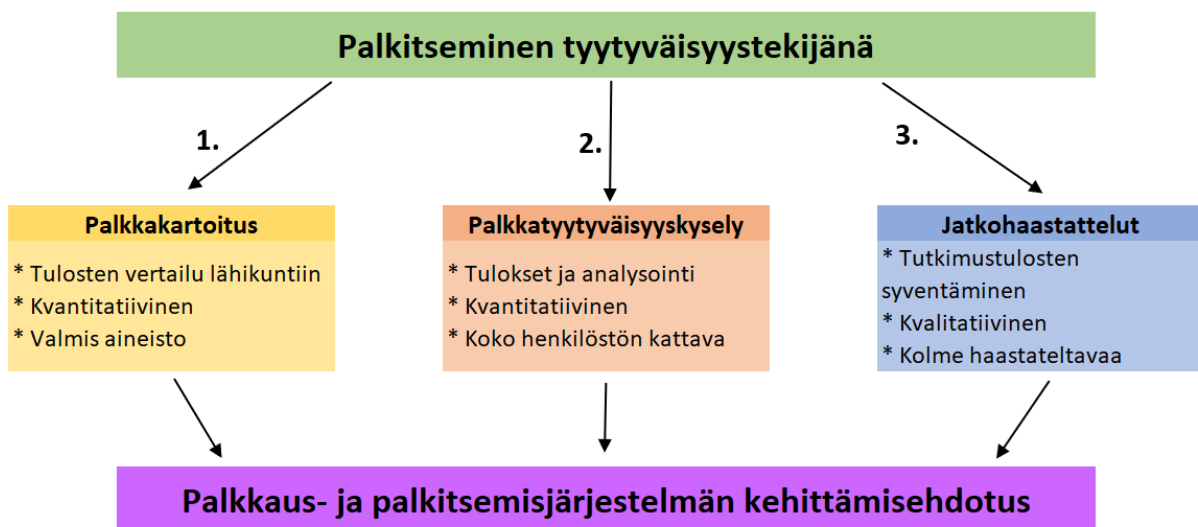 Palkitseminen tyytyväisyystekijänä
1.
2.
3.
Palkkakartoitus
* Tulosten vertailu lähikuntiin
* Kvantitatiivinen
* Valmis aineisto
Palkkatyytyväisyyskysely
* Tulokset ja analysointi
* Kvantitatiivinen
* Koko henkilöstön kattava
Jatkohaastattelut
* Tutkimustulosten
syventäminen
* Kvalitatiivinen
* Kolme haastateltavaa
Palkkaus- ja palkitsemisjärjestelmän kehittämisehdotus